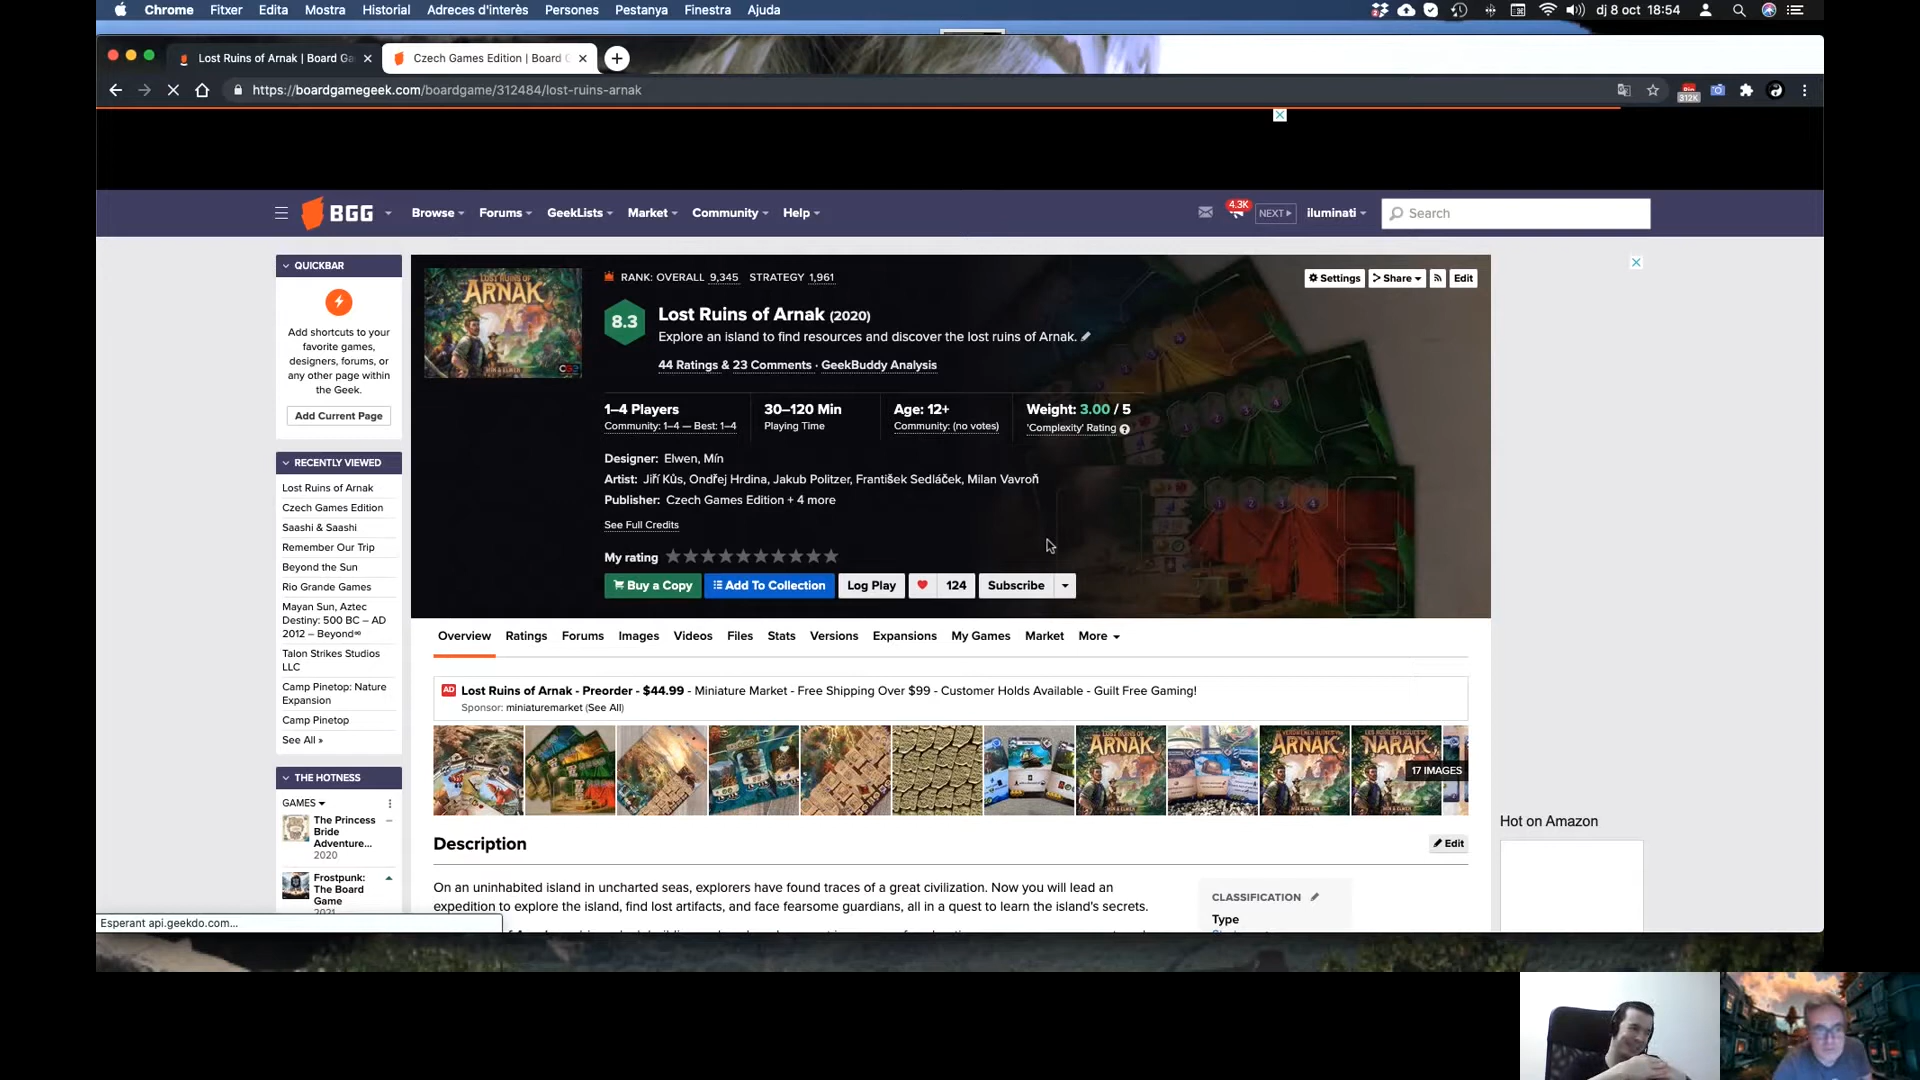 Chrome Fitxer Edita Mostra Historial Adreces d'interès Persones Pestanya Finestra Ajuda
dj 8 oct 18:54
Lost Ruins of Arnak | Board Ga
Czech Games Edition | Board G
https://boardgamegeek.com/boardgame/312484/lost-ruins-arnak
312K
BGG
Browse Forums GeekLists Market Community Help
4.3K
NEXT
iluminati
Search
QUICKBAR
Add shortcuts to your
favorite games,
designers, forums, or
any other page within
the Geek.
Add Current Page
RECENTLY VIEWED
Lost Ruins of Arnak
Czech Games Edition
Saashi & Saashi
Remember Our Trip
Beyond the Sun
Rio Grande Games
Mayan Sun, Aztec
Destiny: 500 BC – AD
2012 – Beyond∞
Talon Strikes Studios
LLC
Camp Pinetop: Nature
Expansion
Camp Pinetop
See All »
THE HOTNESS
GAMES
The Princess
Bride
Adventure...
2020
Frostpunk:
The Board
Game
2021
LOST RUINS OF
ARNAK
MIN & ELWEN
CGE
RANK: OVERALL 9,345 STRATEGY 1,961
Settings
Share
Edit
8.3
Lost Ruins of Arnak (2020)
Explore an island to find resources and discover the lost ruins of Arnak.
44 Ratings & 23 Comments · GeekBuddy Analysis
1–4 Players
Community: 1–4 — Best: 1–4
30–120 Min
Playing Time
Age: 12+
Community: (no votes)
Weight: 3.00 / 5
'Complexity' Rating
Designer: Elwen, Mín
Artist: Jiří Kůs, Ondřej Hrdina, Jakub Politzer, František Sedláček, Milan Vavroň
Publisher: Czech Games Edition + 4 more
See Full Credits
My rating
Buy a Copy
Add To Collection
Log Play
124
Subscribe
Overview Ratings Forums Images Videos Files Stats Versions Expansions My Games Market More
AD Lost Ruins of Arnak - Preorder - $44.99 - Miniature Market - Free Shipping Over $99 - Customer Holds Available - Guilt Free Gaming!
Sponsor: miniaturemarket (See All)
ARNAK
ARNAK
NARAK
17 IMAGES
Description
Edit
On an uninhabited island in uncharted seas, explorers have found traces of a great civilization. Now you will lead an
expedition to explore the island, find lost artifacts, and face fearsome guardians, all in a quest to learn the island's secrets.
CLASSIFICATION
Type
Hot on Amazon
Esperant api.geekdo.com...